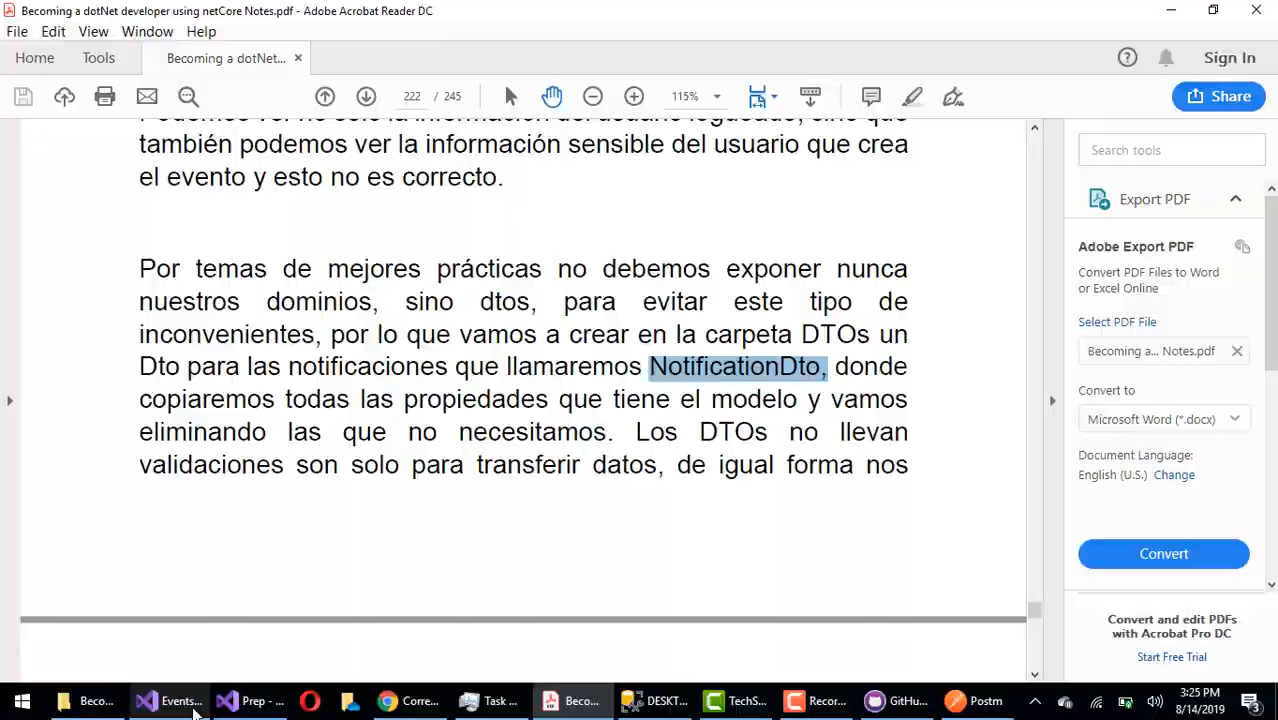 Becoming a dotNet developer using netCore Notes.pdf - Adobe Acrobat Reader DC
File Edit View Window Help
Home Tools Becoming a dotNet... × Sign In
222 / 245 115% Share
también podemos ver la información sensible del usuario que crea
el evento y esto no es correcto.
Por temas de mejores prácticas no debemos exponer nunca
nuestros dominios, sino dtos, para evitar este tipo de
inconvenientes, por lo que vamos a crear en la carpeta DTOs un
Dto para las notificaciones que llamaremos NotificationDto, donde
copiaremos todas las propiedades que tiene el modelo y vamos
eliminando las que no necesitamos. Los DTOs no llevan
validaciones son solo para transferir datos, de igual forma nos
Search tools
Export PDF
Adobe Export PDF
Convert PDF Files to Word
or Excel Online
Select PDF File
Becoming a... Notes.pdf
Convert to
Microsoft Word (*.docx)
Document Language:
English (U.S.) Change
Convert
Convert and edit PDFs
with Acrobat Pro DC
Start Free Trial
Beco... Events... Prep - ... Corre... Task ... Beco... DESKT... TechS... Recor... GitHu... Postm
3:25 PM
8/14/2019